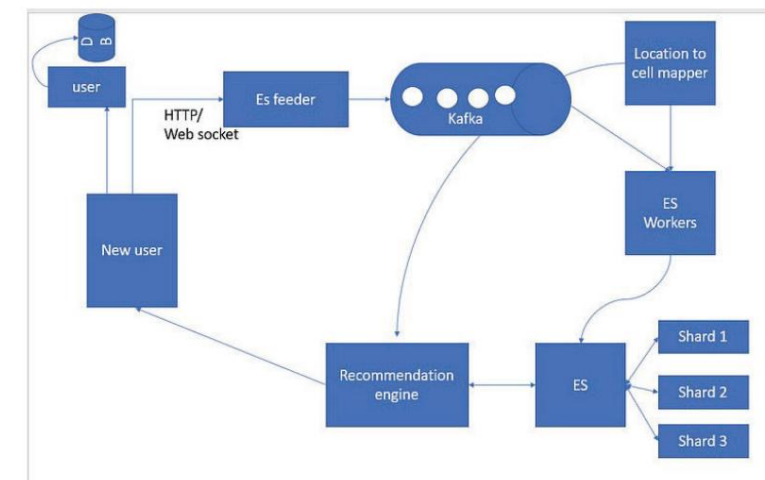 D B
user
HTTP/
Web socket
Es feeder
Kafka
Location to
cell mapper
New user
ES
Workers
Recommendation
engine
ES
Shard 1
Shard 2
Shard 3